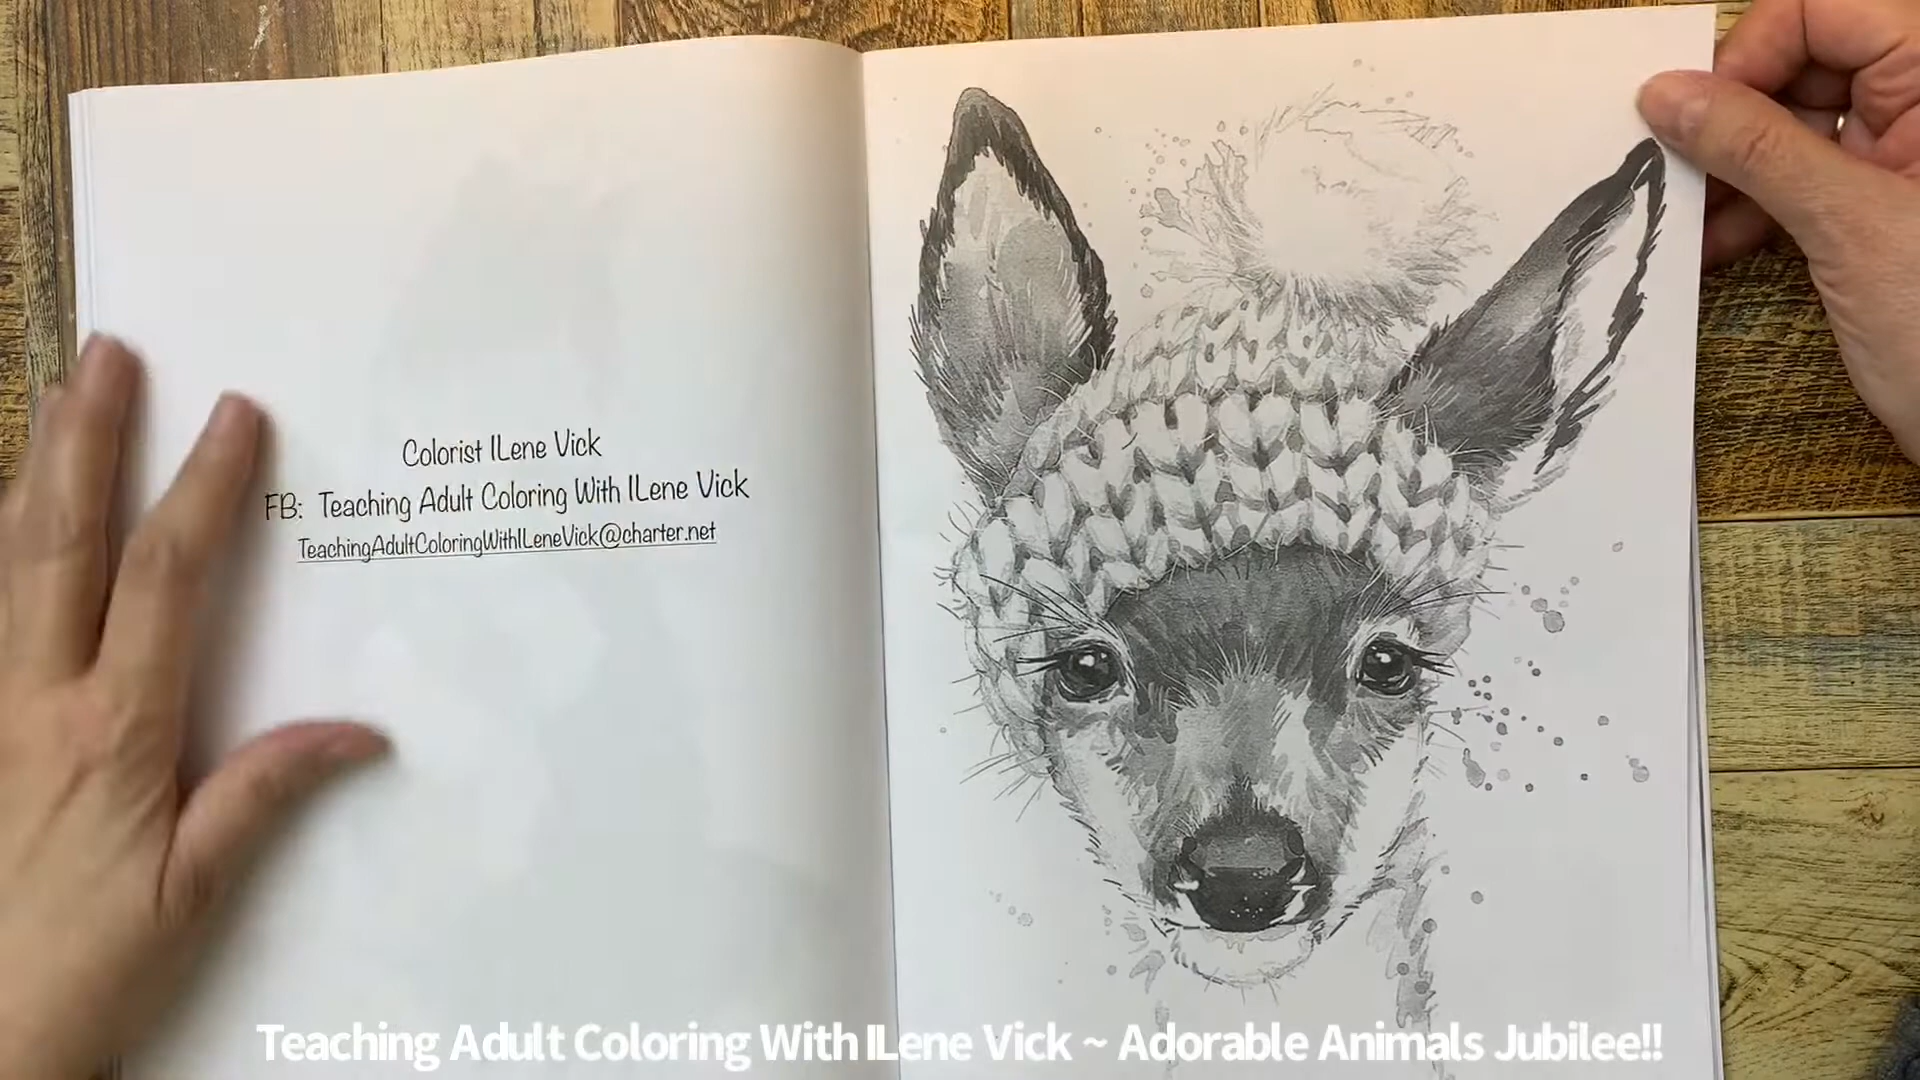 Colorist ILene Vick
FB: Teaching Adult Coloring With ILene Vick
TeachingAdultColoringWithILeneVick@charter.net
Teaching Adult Coloring With ILene Vick ~ Adorable Animals Jubilee!!